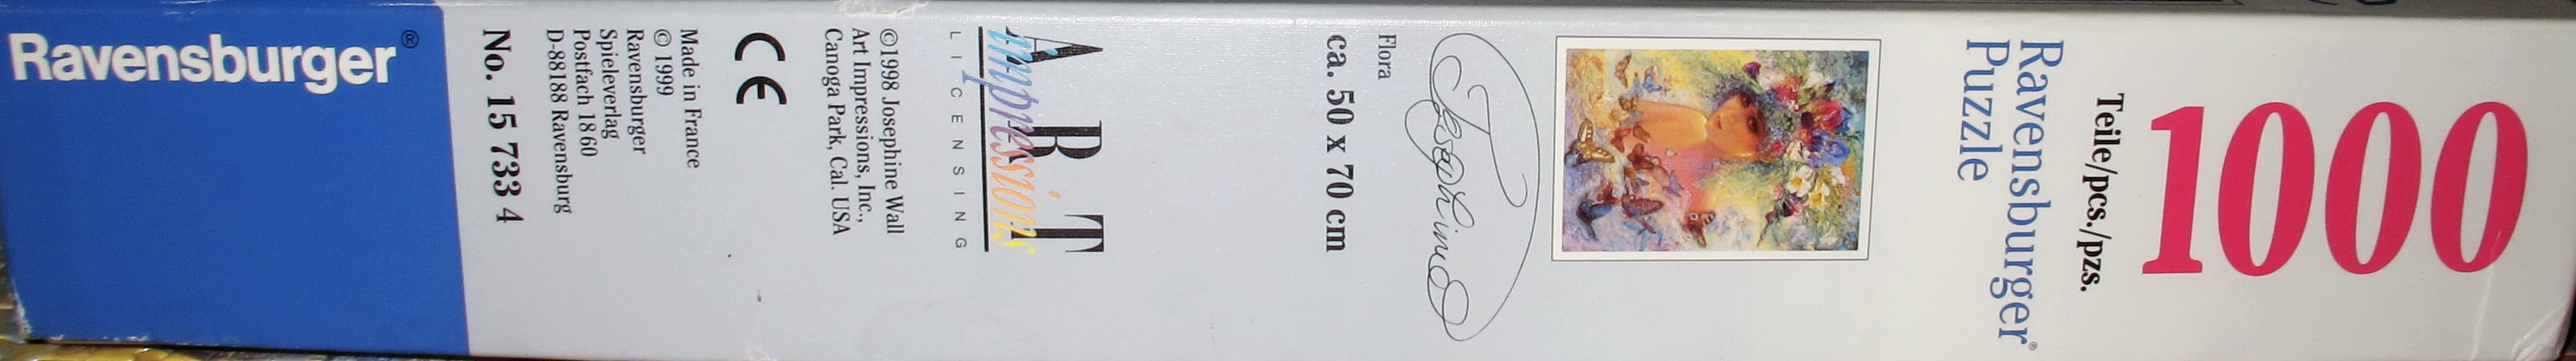 1000
Teile/pcs./pzs.
Ravensburger®
Puzzle
Josephine
Flora
ca. 50 x 70 cm
ART
Impressions
LICENSING
©1998 Josephine Wall
Art Impressions, Inc.,
Canoga Park, Cal. USA
CE
Made in France
© 1999
Ravensburger
Spieleverlag
Postfach 18 60
D-88188 Ravensburg
No. 15 733 4
Ravensburger®